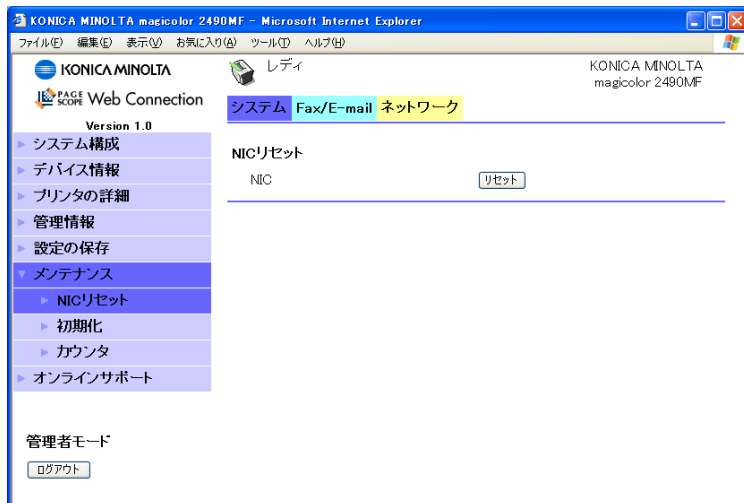 KONICA MINOLTA magicolor 2490MF - Microsoft Internet Explorer
ファイル(F) 編集(E) 表示(V) お気に入り(A) ツール(T) ヘルプ(H)
KONICA MINOLTA
PAGE SCOPE Web Connection
Version 1.0
レディ
KONICA MINOLTA
magicolor 2490MF
システム Fax/E-mail ネットワーク
システム構成
デバイス情報
プリンタの詳細
管理情報
設定の保存
メンテナンス
NICリセット
初期化
カウンタ
オンラインサポート
管理者モード
ログアウト
NICリセット
NIC リセット